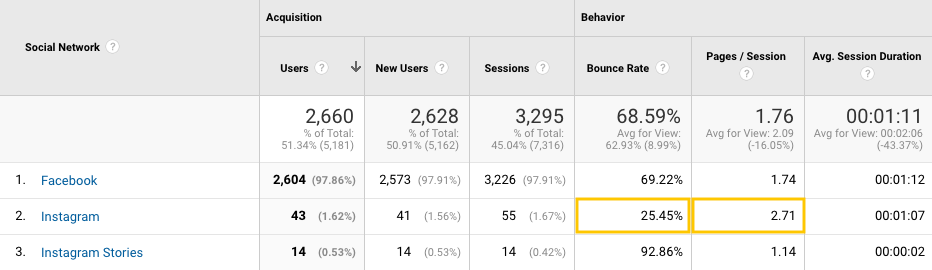 Acquisition Behavior
Social Network ?
Users ? New Users ? Sessions ? Bounce Rate ? Pages / Session ? Avg. Session Duration ?
2,660 2,628 3,295 68.59% 1.76 00:01:11
% of Total: % of Total: % of Total: Avg for View: Avg for View: 2.09 Avg for View: 00:02:06
51.34% (5,181) 50.91% (5,162) 45.04% (7,316) 62.93% (8.99%) (-16.05%) (-43.37%)
1. Facebook 2,604 (97.86%) 2,573 (97.91%) 3,226 (97.91%) 69.22% 1.74 00:01:12
2. Instagram 43 (1.62%) 41 (1.56%) 55 (1.67%) 25.45% 2.71 00:01:07
3. Instagram Stories 14 (0.53%) 14 (0.53%) 14 (0.42%) 92.86% 1.14 00:00:02